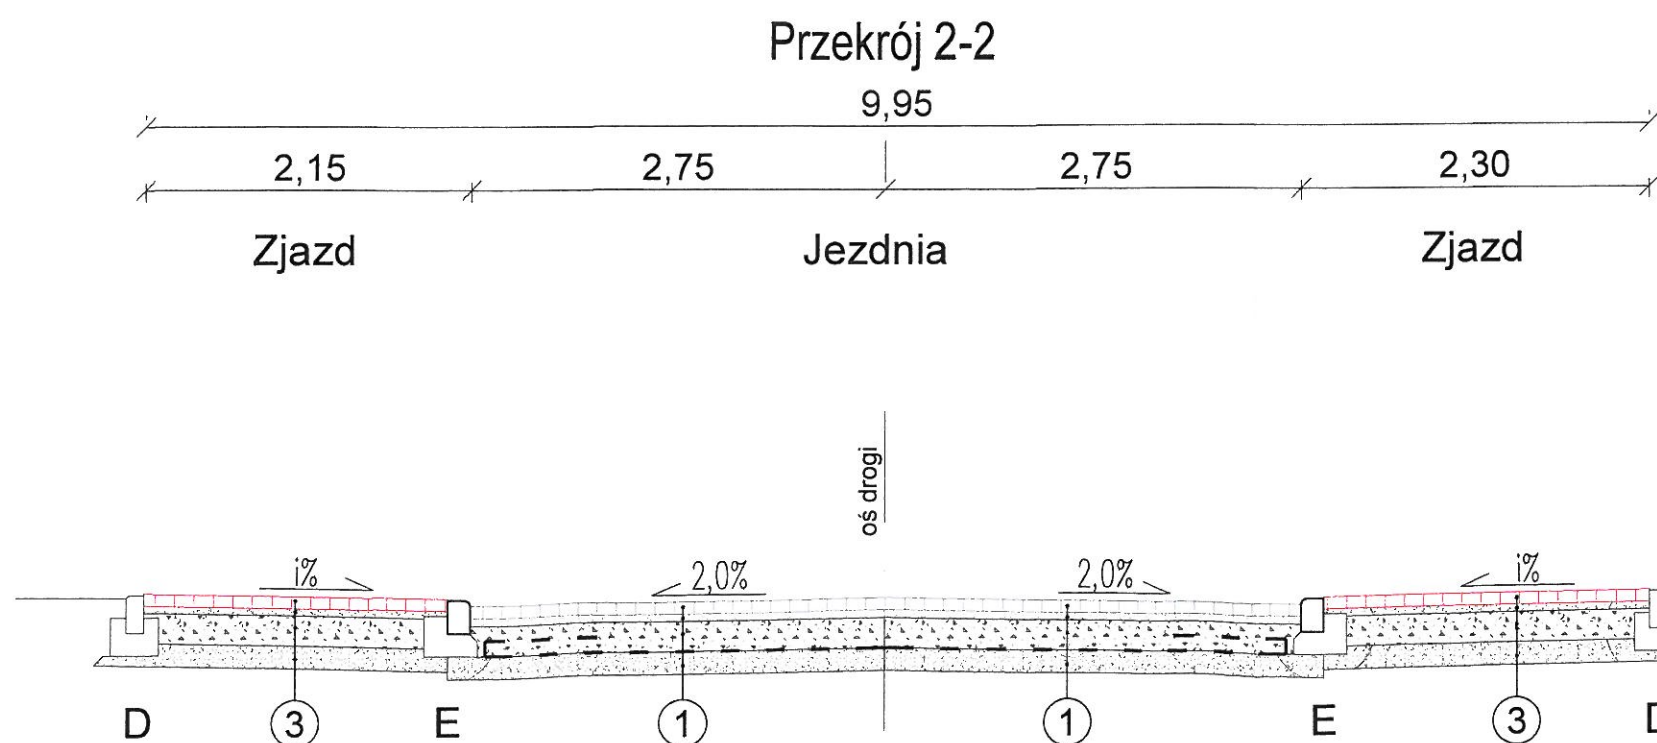 Przekrój 2-2
9,95
2,15 2,75 2,75 2,30
Zjazd Jezdnia Zjazd
oś drogi
i% 2,0% 2,0% i%
D 3 E 1 1 E 3 D